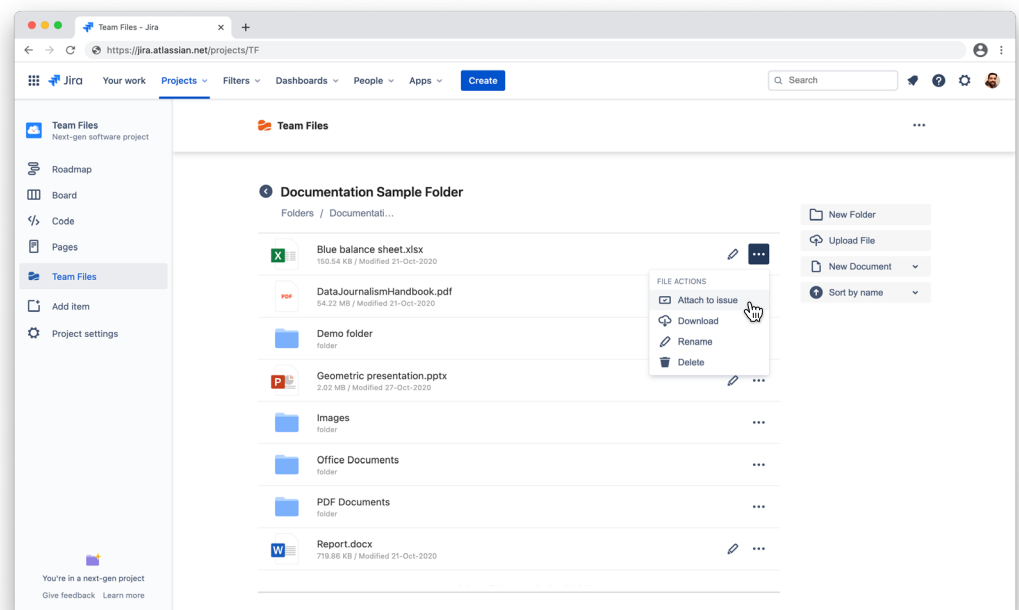 Team Files - Jira
https://jira.atlassian.net/projects/TF
Jira
Your work
Projects
Filters
Dashboards
People
Apps
Create
Search
Team Files
Next-gen software project
Roadmap
Board
Code
Pages
Team Files
Add item
Project settings
You're in a next-gen project
Give feedback Learn more
Team Files
Documentation Sample Folder
Folders / Documentati...
X
Blue balance sheet.xlsx
150.54 KB / Modified 21-Oct-2020
PDF
DataJournalismHandbook.pdf
54.22 MB / Modified 21-Oct-2020
Demo folder
folder
P
Geometric presentation.pptx
2.02 MB / Modified 27-Oct-2020
Images
folder
Office Documents
folder
PDF Documents
folder
W
Report.docx
719.86 KB / Modified 21-Oct-2020
FILE ACTIONS
Attach to issue
Download
Rename
Delete
New Folder
Upload File
New Document
Sort by name